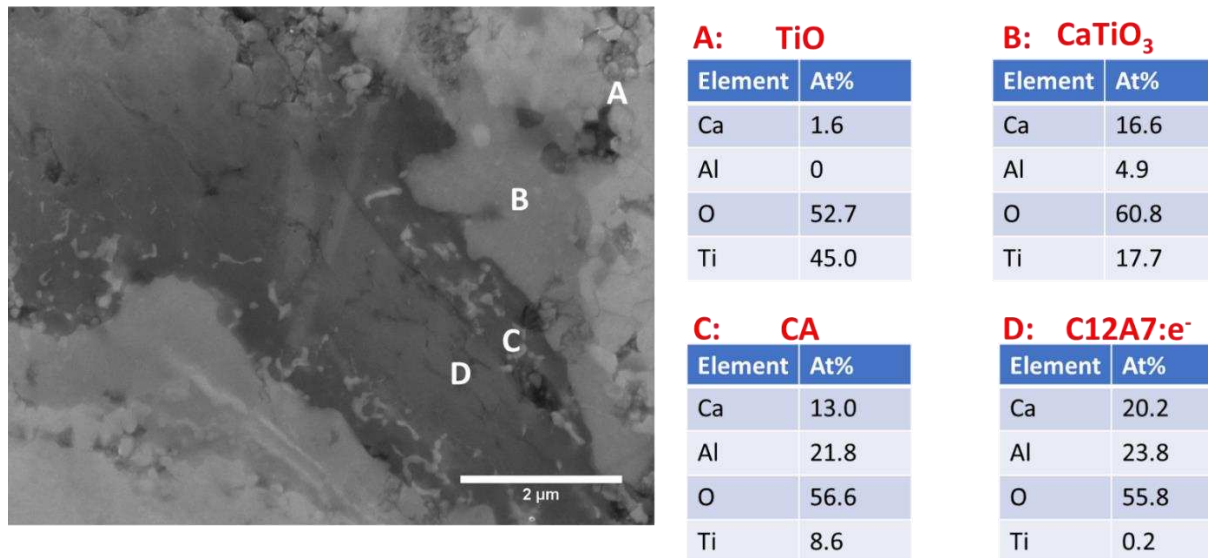 A
B
C
D
2 µm
A: TiO
Element At%
Ca 1.6
Al 0
O 52.7
Ti 45.0
B: CaTiO₃
Element At%
Ca 16.6
Al 4.9
O 60.8
Ti 17.7
C: CA
Element At%
Ca 13.0
Al 21.8
O 56.6
Ti 8.6
D: C12A7:e⁻
Element At%
Ca 20.2
Al 23.8
O 55.8
Ti 0.2